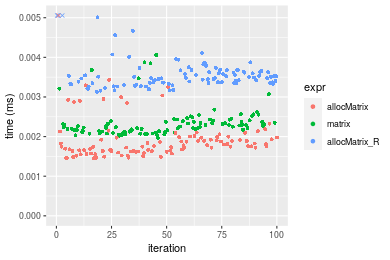 0.005
0.004
0.003
0.002
0.001
0.000
time (ms)
0
25
50
75
100
iteration
expr
allocMatrix
matrix
allocMatrix_R